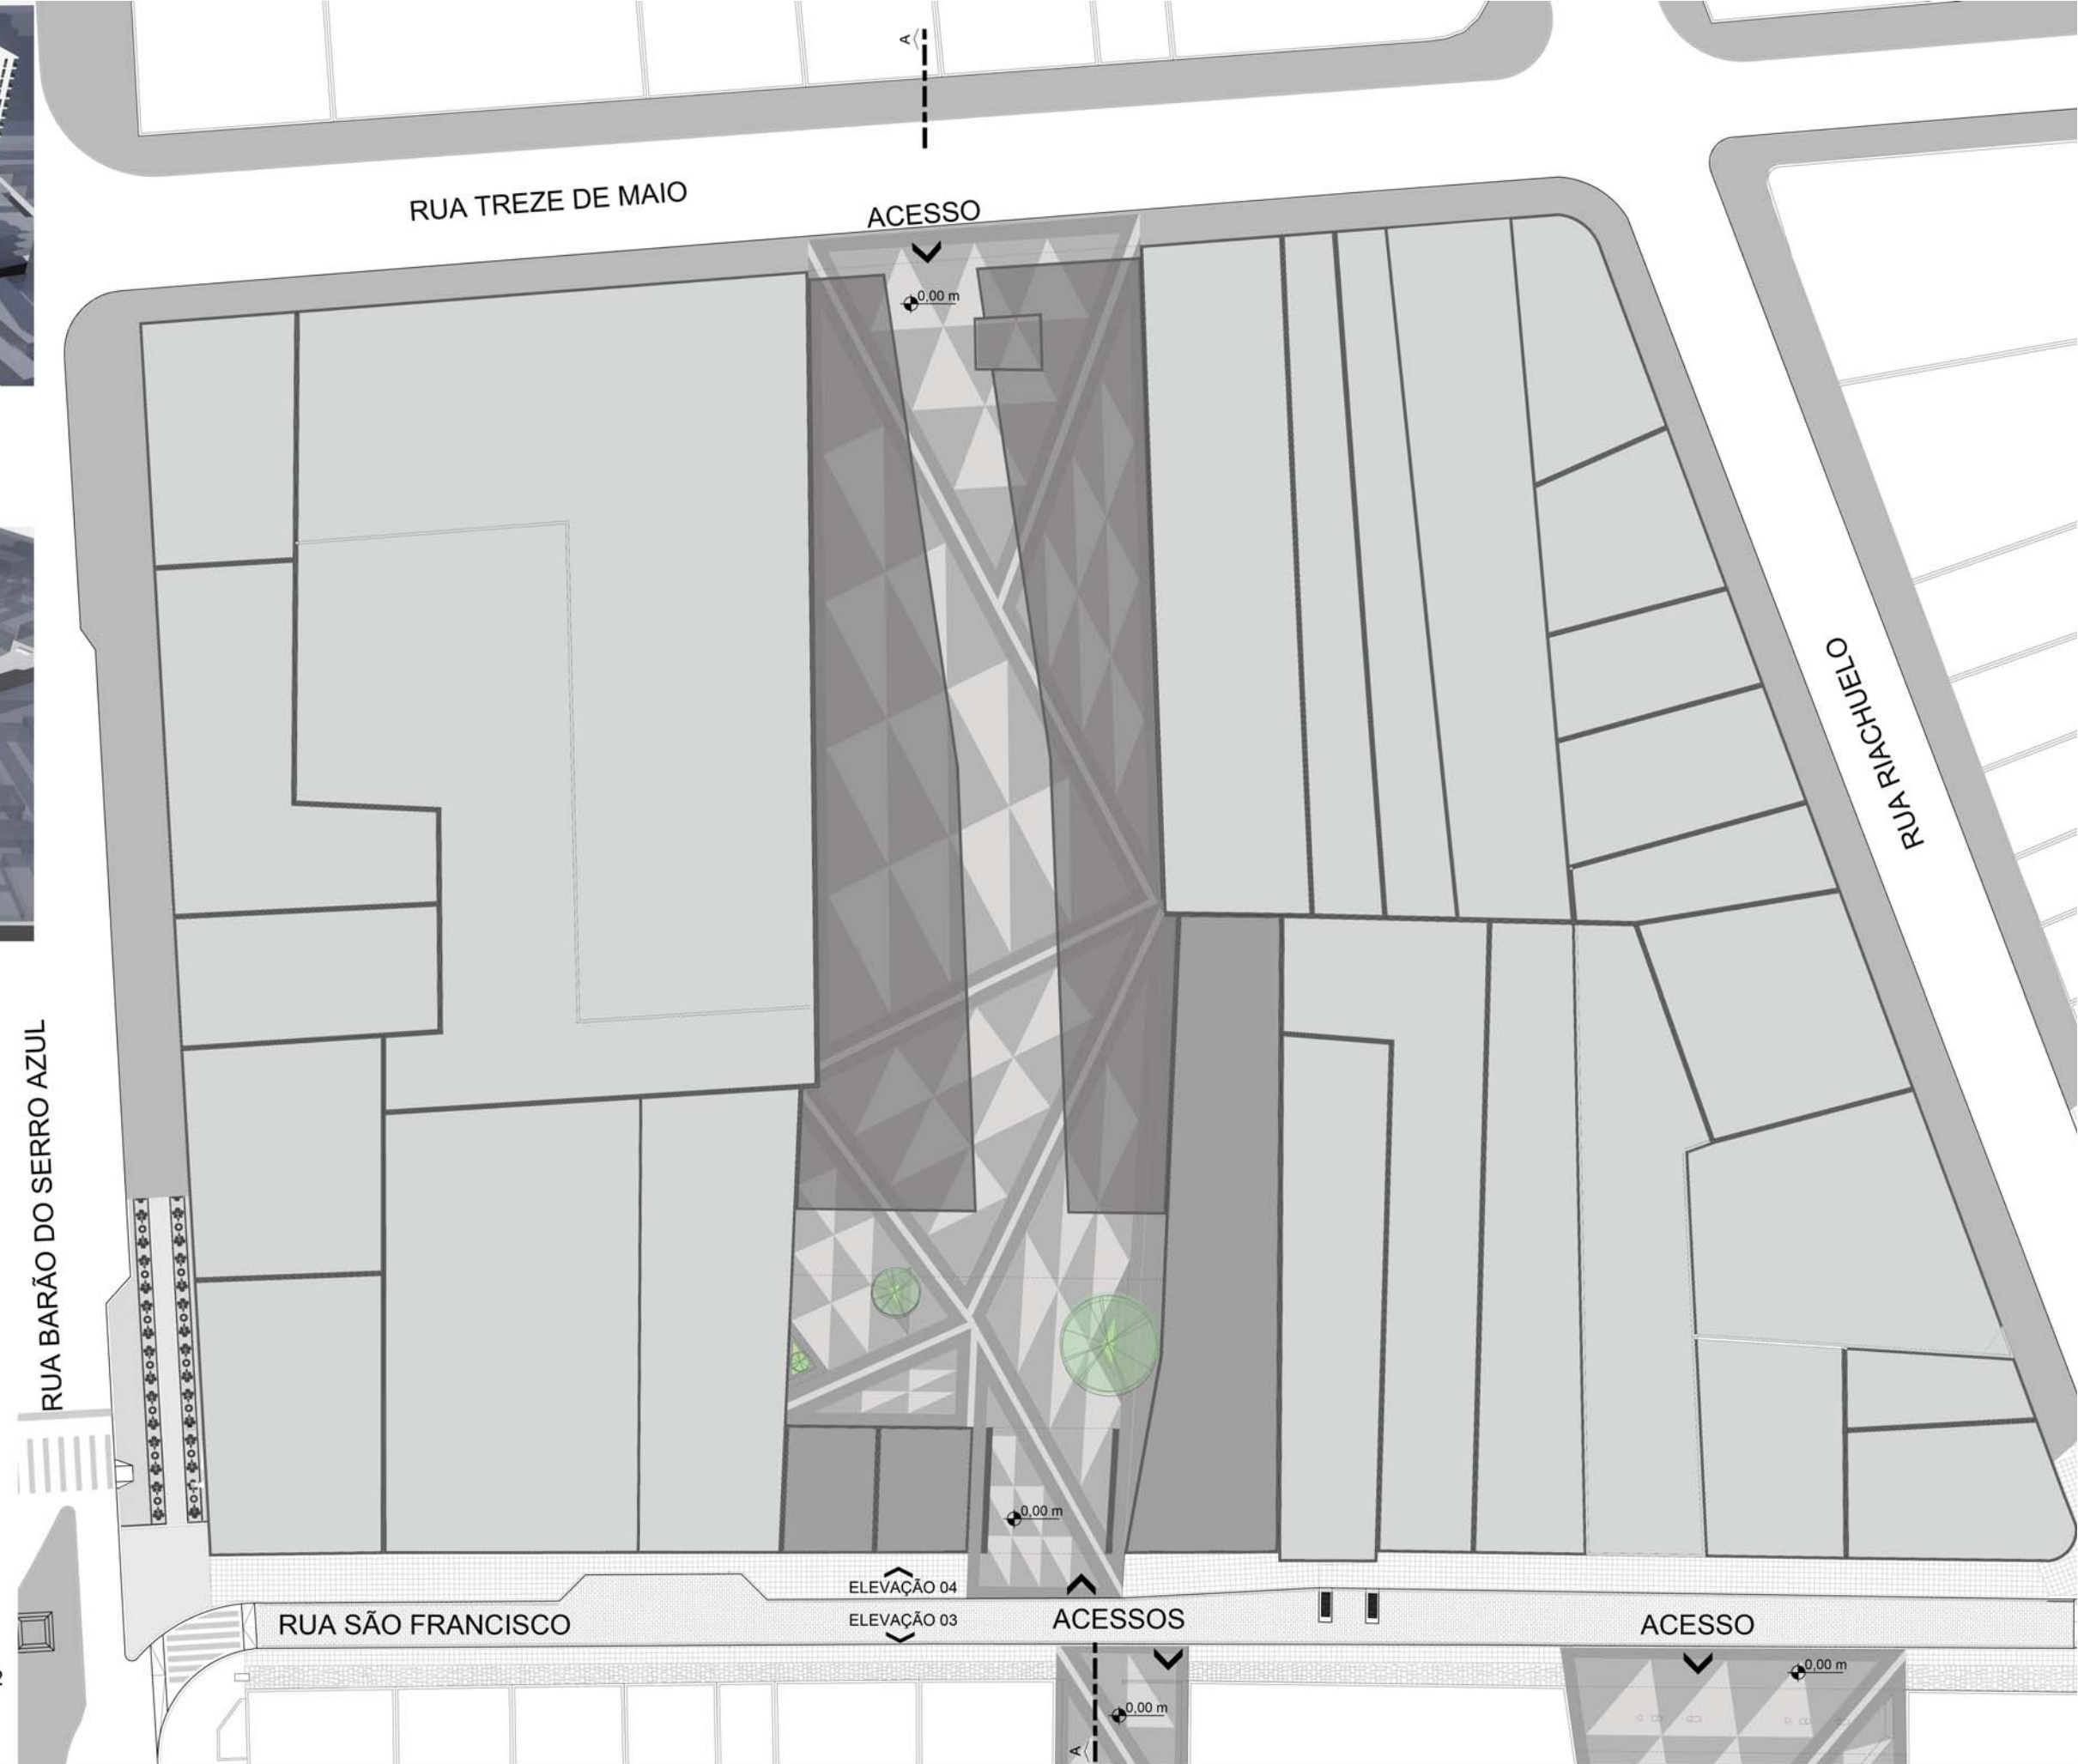 A
RUA TREZE DE MAIO
ACESSO
0,00 m
RUA RIACHUELO
RUA BARÃO DO SERRO AZUL
0,00 m
ELEVAÇÃO 04
RUA SÃO FRANCISCO
ELEVAÇÃO 03
ACESSOS
ACESSO
0,00 m
0,00 m
A